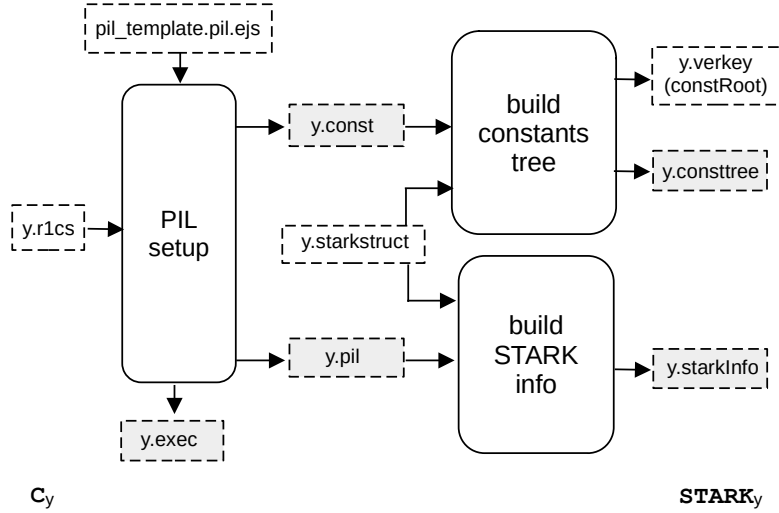 pil_template.pil.ejs
y.r1cs
PIL
setup
y.exec
y.const
y.starkstruct
y.pil
build
constants
tree
build
STARK
info
y.verkey
(constRoot)
y.consttree
y.starkInfo
Cy
STARKy